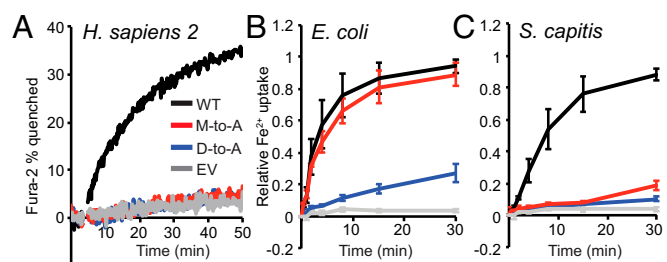 A H. sapiens 2
Fura-2 % quenched
40
30
20
10
0
10 20 30 40 50
Time (min)
WT
M-to-A
D-to-A
EV
B E. coli
Relative Fe²⁺ uptake
1
0.8
0.6
0.4
0.2
0
-0.2
10 20 30
Time (min)
C S. capitis
1
0.8
0.6
0.4
0.2
0
-0.2
10 20 30
Time (min)